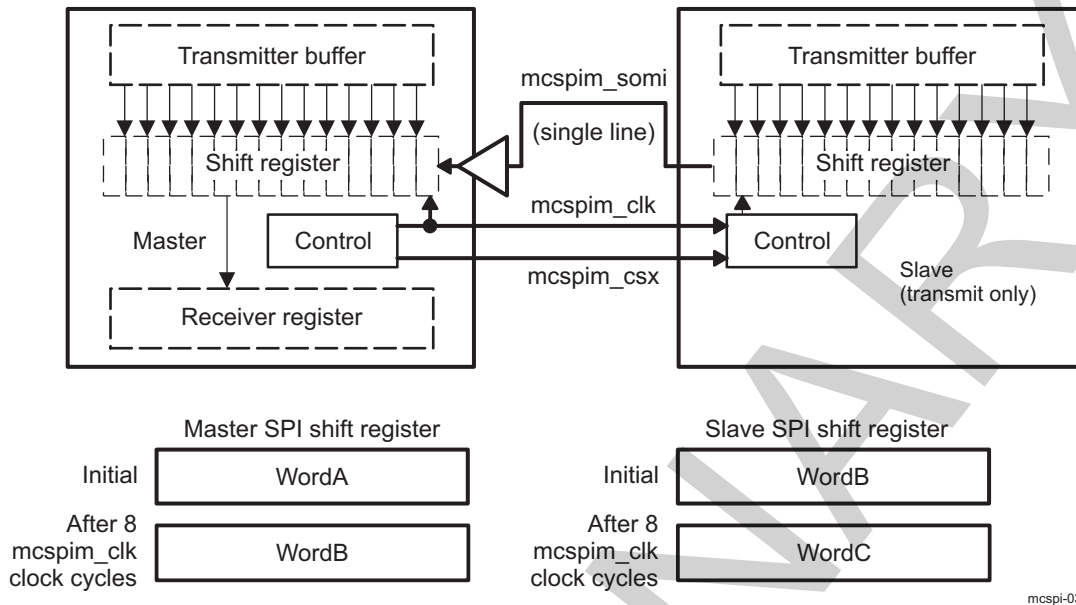 Transmitter buffer
Transmitter buffer
mcspim_somi
(single line)
Shift register
Shift register
mcspim_clk
Master
Control
Control
mcspim_csx
Slave
(transmit only)
Receiver register
Master SPI shift register
Slave SPI shift register
Initial
WordA
Initial
WordB
After 8
mcspim_clk
clock cycles
WordB
After 8
mcspim_clk
clock cycles
WordC